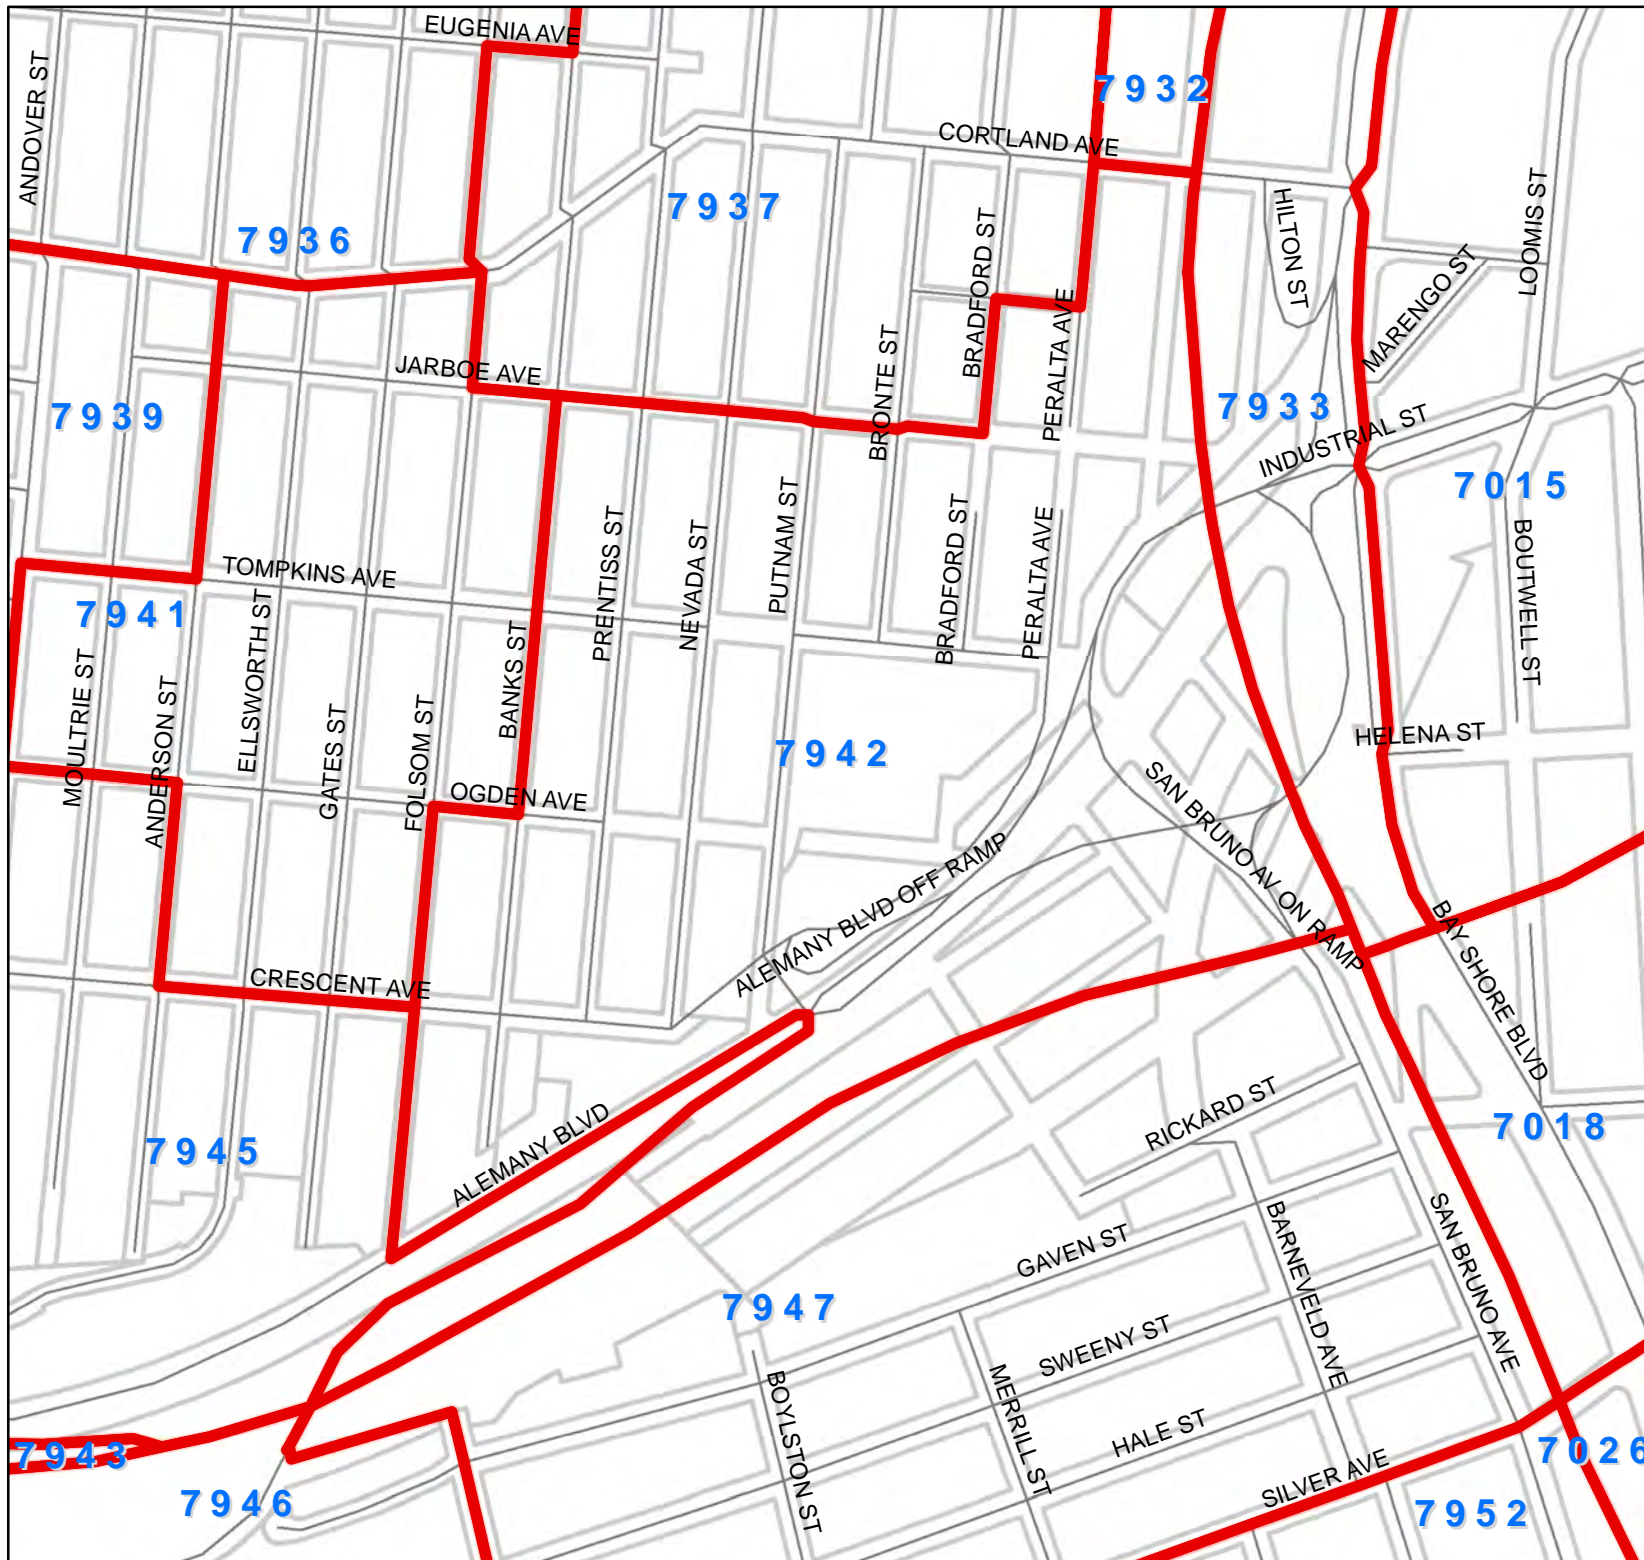 EUGENIA AVE
ANDOVER ST
7932
CORTLAND AVE
7937
7936
HILTON ST
LOOMIS ST
BRADFORD ST
MARENGO ST
PERALTA AVE
BRONTE ST
JARBOE AVE
7939
7933
INDUSTRIAL ST
7015
PUTNAM ST
BRADFORD ST
PERALTA AVE
PRENTISS ST
NEVADA ST
BOUTWELL ST
TOMPKINS AVE
7941
ELLSWORTH ST
BANKS ST
MOULTRIE ST
ANDERSON ST
GATES ST
FOLSOM ST
7942
HELENA ST
OGDEN AVE
SAN BRUNO AV ON RAMP
ALEMANY BLVD OFF RAMP
BAY SHORE BLVD
CRESCENT AVE
ALEMANY BLVD
RICKARD ST
7018
7945
SAN BRUNO AVE
BARNEVELD AVE
GAVEN ST
7947
SWEENY ST
MERRILL ST
BOYLSTON ST
HALE ST
SILVER AVE
7943
7026
7946
7952